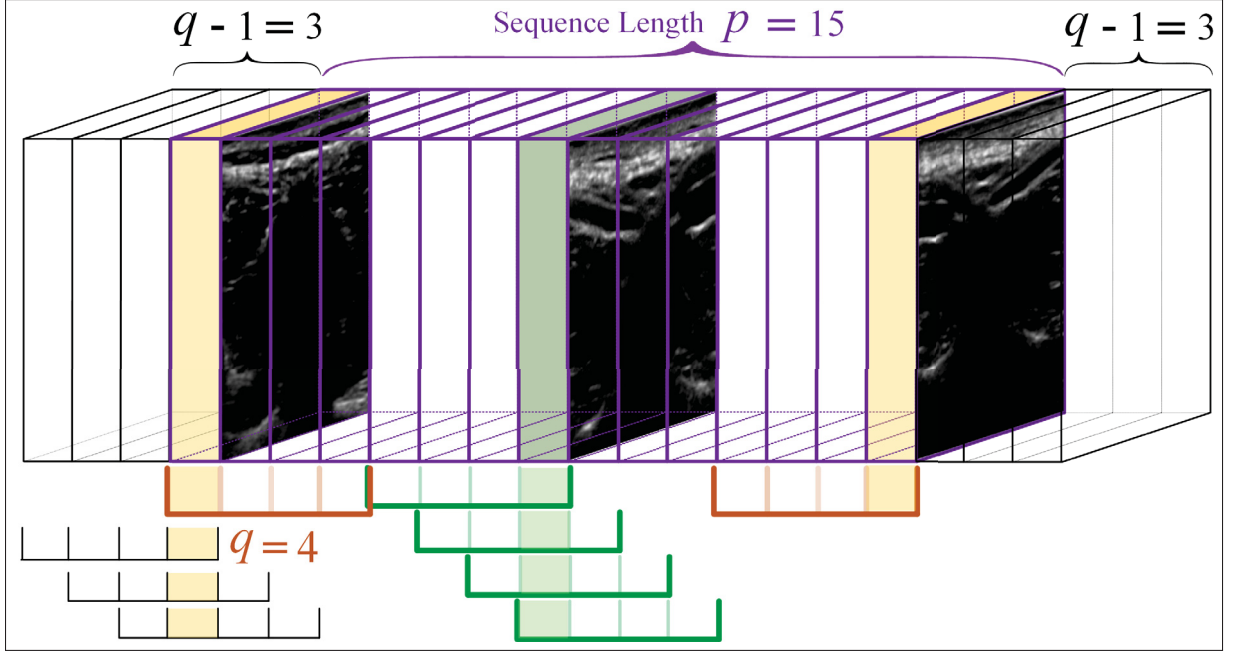 q - 1 = 3
Sequence Length p = 15
q - 1 = 3
q = 4